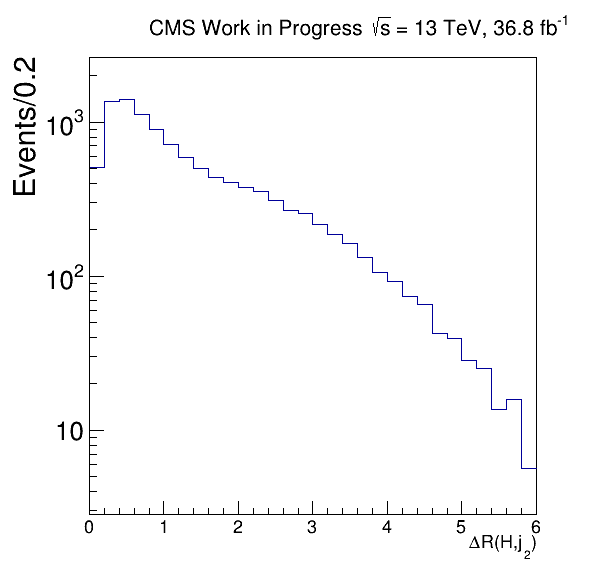 CMS Work in Progress √s = 13 TeV, 36.8 fb⁻¹
Events/0.2
10³
10²
10
0 1 2 3 4 5 6
ΔR(H,j₂)